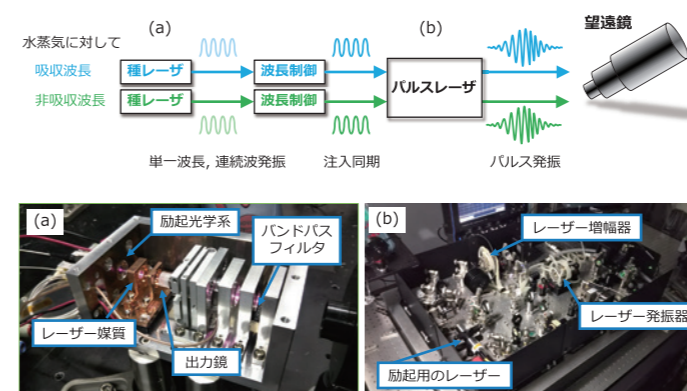 (a)
(b)
望遠鏡
水蒸気に対して
吸収波長
種レーザ
波長制御
パルスレーザ
非吸収波長
種レーザ
波長制御
単一波長, 連続波発振
注入同期
パルス発振
(a)
励起光学系
バンドパス
フィルタ
レーザー媒質
出力鏡
(b)
レーザー増幅器
レーザー発振器
励起用のレーザー